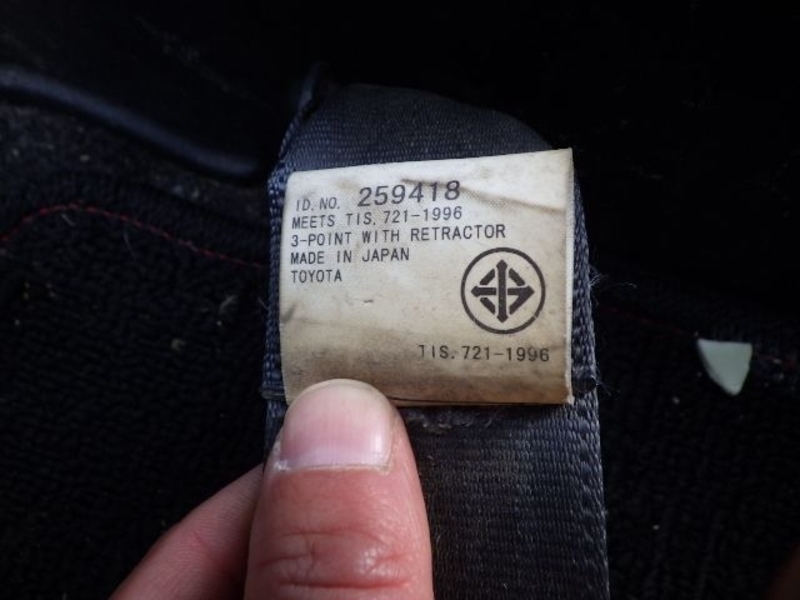 ID. NO. 259418
MEETS TIS. 721-1996
3-POINT WITH RETRACTOR
MADE IN JAPAN
TOYOTA
TIS. 721-1996